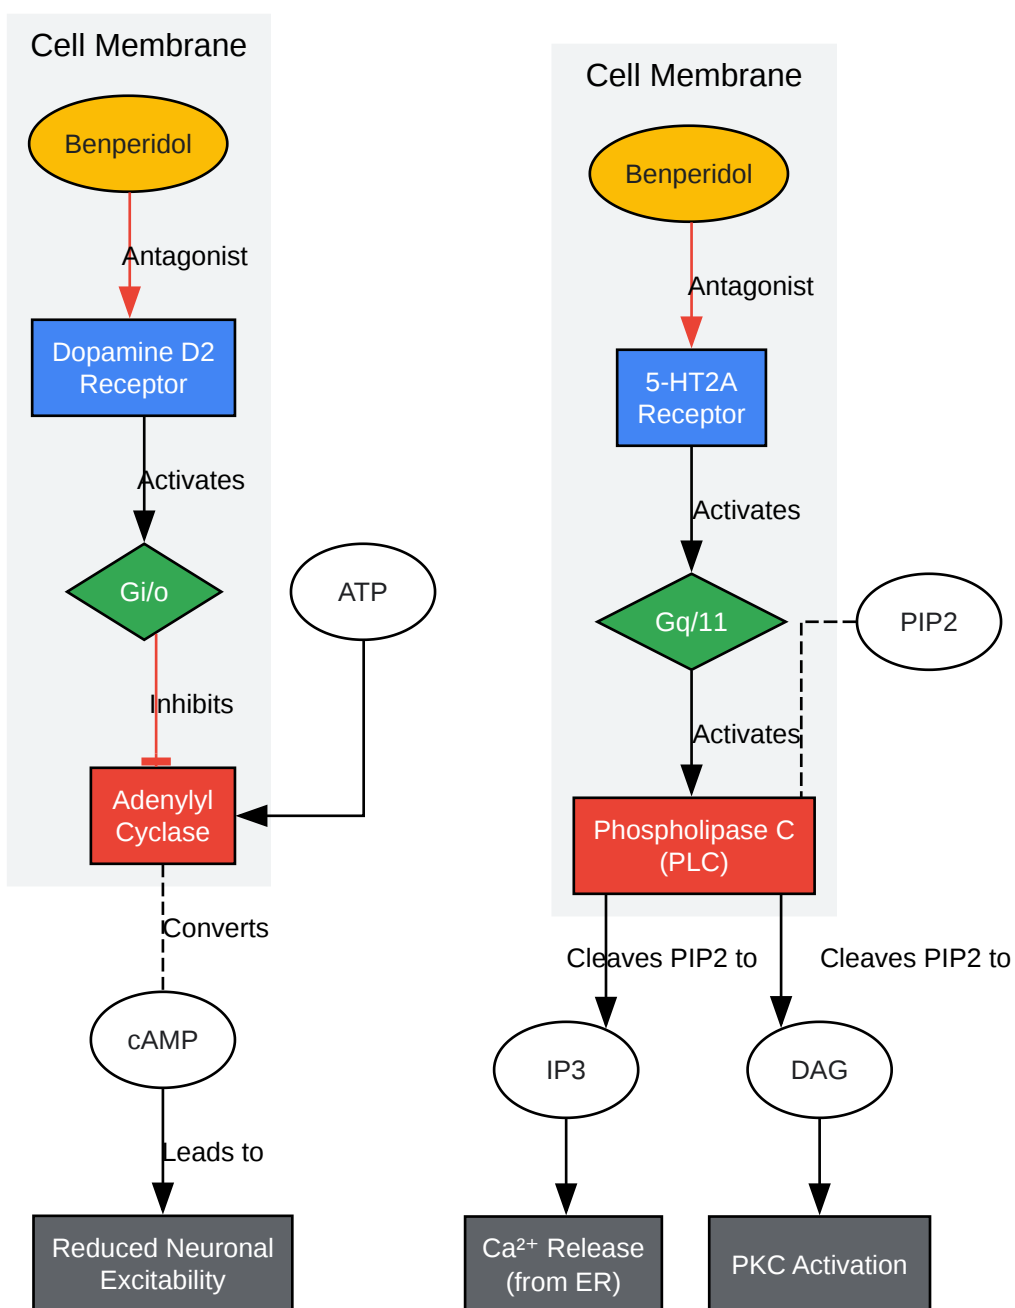 Cell Membrane
Benperidol
Antagonist
Dopamine D2
Receptor
Activates
Gi/o
ATP
Inhibits
Adenylyl
Cyclase
Converts
cAMP
Leads to
Reduced Neuronal
Excitability
Cell Membrane
Benperidol
Antagonist
5-HT2A
Receptor
Activates
Gq/11
PIP2
Activates
Phospholipase C
(PLC)
Cleaves PIP2 to
Cleaves PIP2 to
IP3
DAG
Ca²⁺ Release
(from ER)
PKC Activation